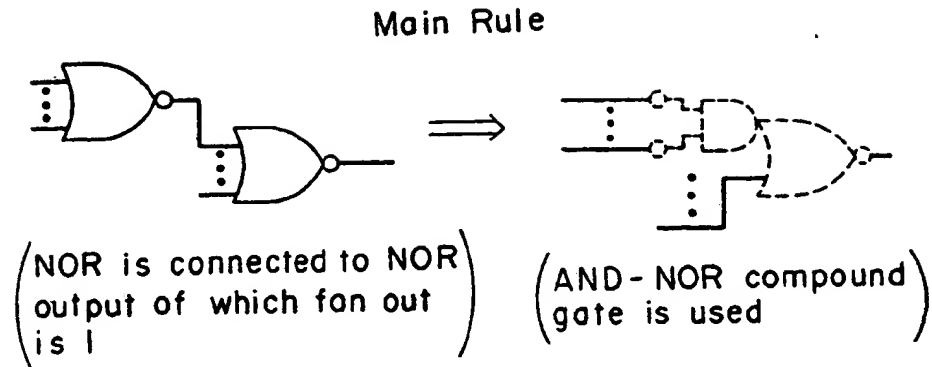 Main Rule
(NOR is connected to NOR
output of which fan out
is 1)
(AND-NOR compound
gate is used)